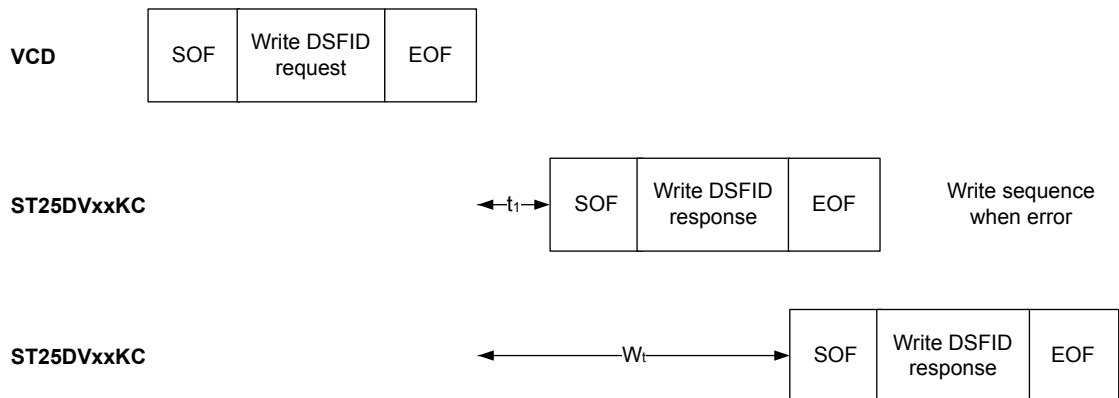 VCD
SOF
Write DSFID
request
EOF
ST25DVxxKC
t1
SOF
Write DSFID
response
EOF
Write sequence
when error
ST25DVxxKC
Wt
SOF
Write DSFID
response
EOF